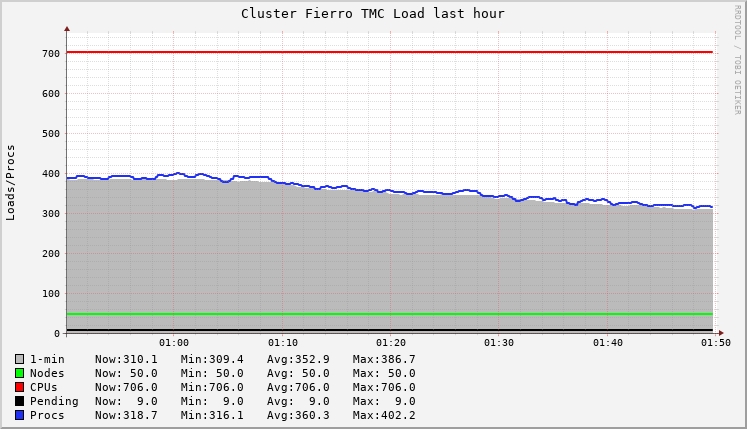 Cluster Fierro TMC Load last hour
RRDTOOL / TOBI OETIKER
Loads/Procs
700
600
500
400
300
200
100
0
01:00 01:10 01:20 01:30 01:40 01:50
1-min Now:310.1 Min:309.4 Avg:352.9 Max:386.7
Nodes Now: 50.0 Min: 50.0 Avg: 50.0 Max: 50.0
CPUs Now:706.0 Min:706.0 Avg:706.0 Max:706.0
Pending Now: 9.0 Min: 9.0 Avg: 9.0 Max: 9.0
Procs Now:318.7 Min:316.1 Avg:360.3 Max:402.2